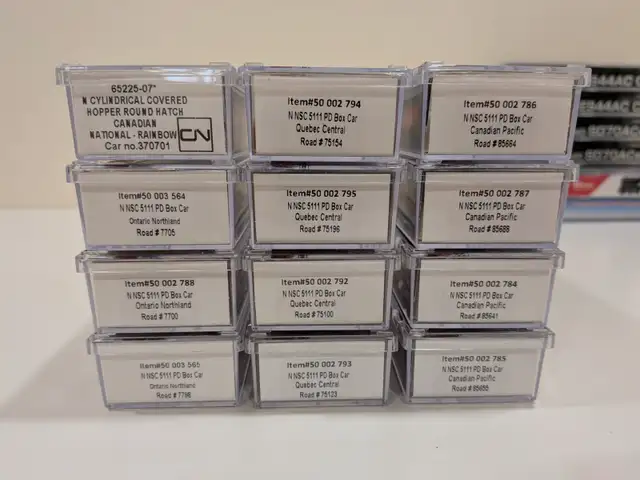 65225-07*
N CYLINDRICAL COVERED
HOPPER ROUND HATCH
CANADIAN
NATIONAL - RAINBOW
Car no.370701
CN
Item#50 002 794
N NSC 5111 PD Box Car
Quebec Central
Road # 75154
Item#50 002 786
N NSC 5111 PD Box Car
Canadian Pacific
Road # 85664
Item#50 003 564
N NSC 5111 PD Box Car
Ontario Northland
Road # 7705
Item#50 002 795
N NSC 5111 PD Box Car
Quebec Central
Road # 75196
Item#50 002 787
N NSC 5111 PD Box Car
Canadian Pacific
Road # 85688
Item#50 002 788
N NSC 5111 PD Box Car
Ontario Northland
Road # 7700
Item#50 002 792
N NSC 5111 PD Box Car
Quebec Central
Road # 75100
Item#50 002 784
N NSC 5111 PD Box Car
Canadian Pacific
Road # 85641
Item#50 003 565
N NSC 5111 PD Box Car
Ontario Northland
Road # 7798
Item#50 002 793
N NSC 5111 PD Box Car
Quebec Central
Road # 75123
Item#50 002 785
N NSC 5111 PD Box Car
Canadian Pacific
Road #